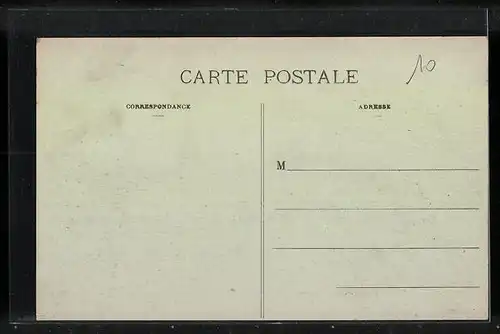 CARTE POSTALE
10
CORRESPONDANCE
ADRESSE
M